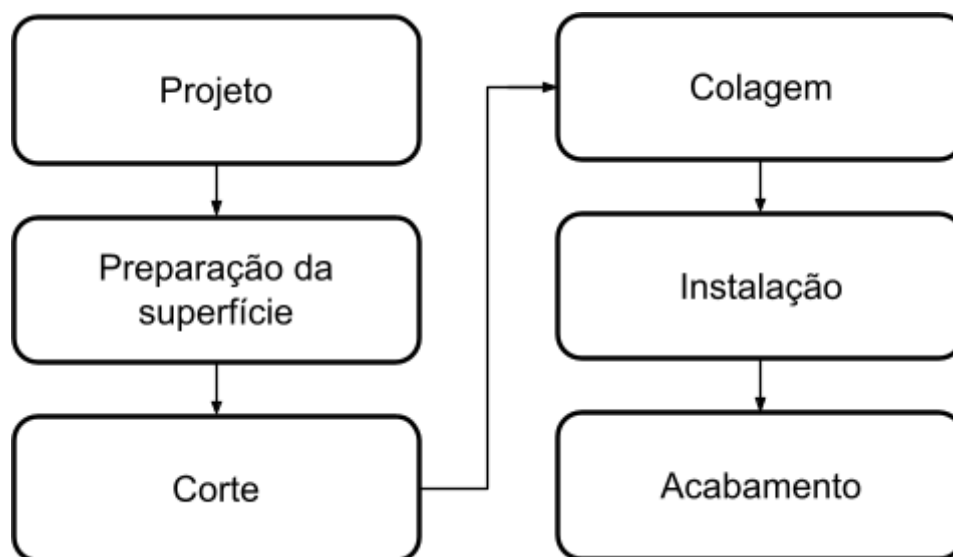 Projeto
Preparação da
superfície
Corte
Colagem
Instalação
Acabamento